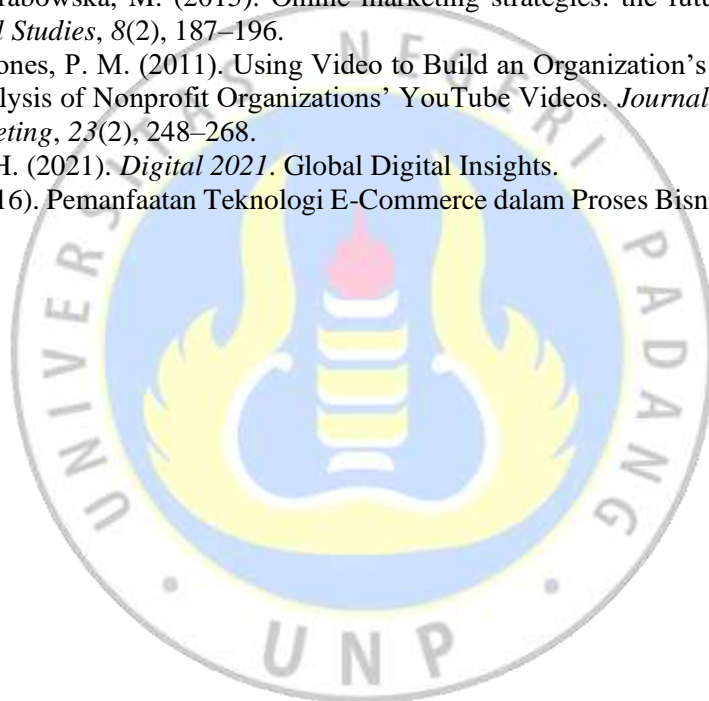 rabowska, M. (2015). Online marketing strategies: the futu
l Studies, 8(2), 187–196.
ones, P. M. (2011). Using Video to Build an Organization's
alysis of Nonprofit Organizations' YouTube Videos. Journal
eting, 23(2), 248–268.
H. (2021). Digital 2021. Global Digital Insights.
16). Pemanfaatan Teknologi E-Commerce dalam Proses Bisn
UNIVERSITAS NEGERI PADANG
UNP